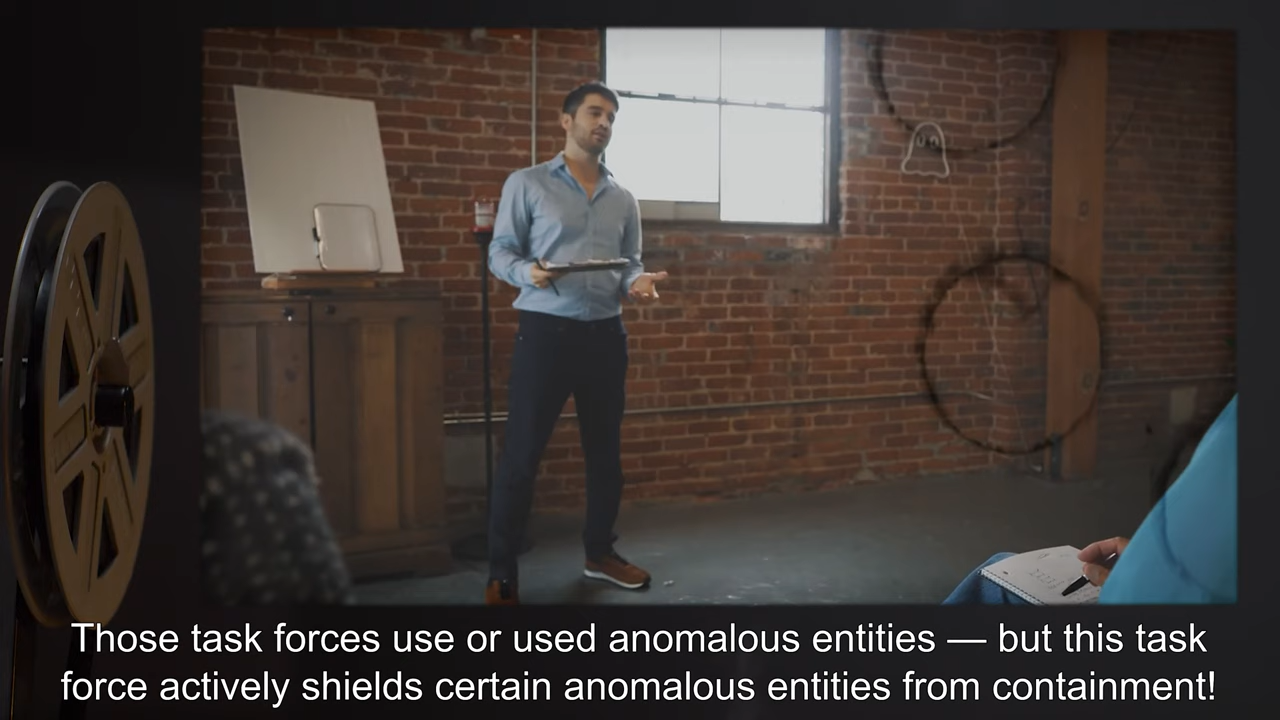 Those task forces use or used anomalous entities — but this task
force actively shields certain anomalous entities from containment!